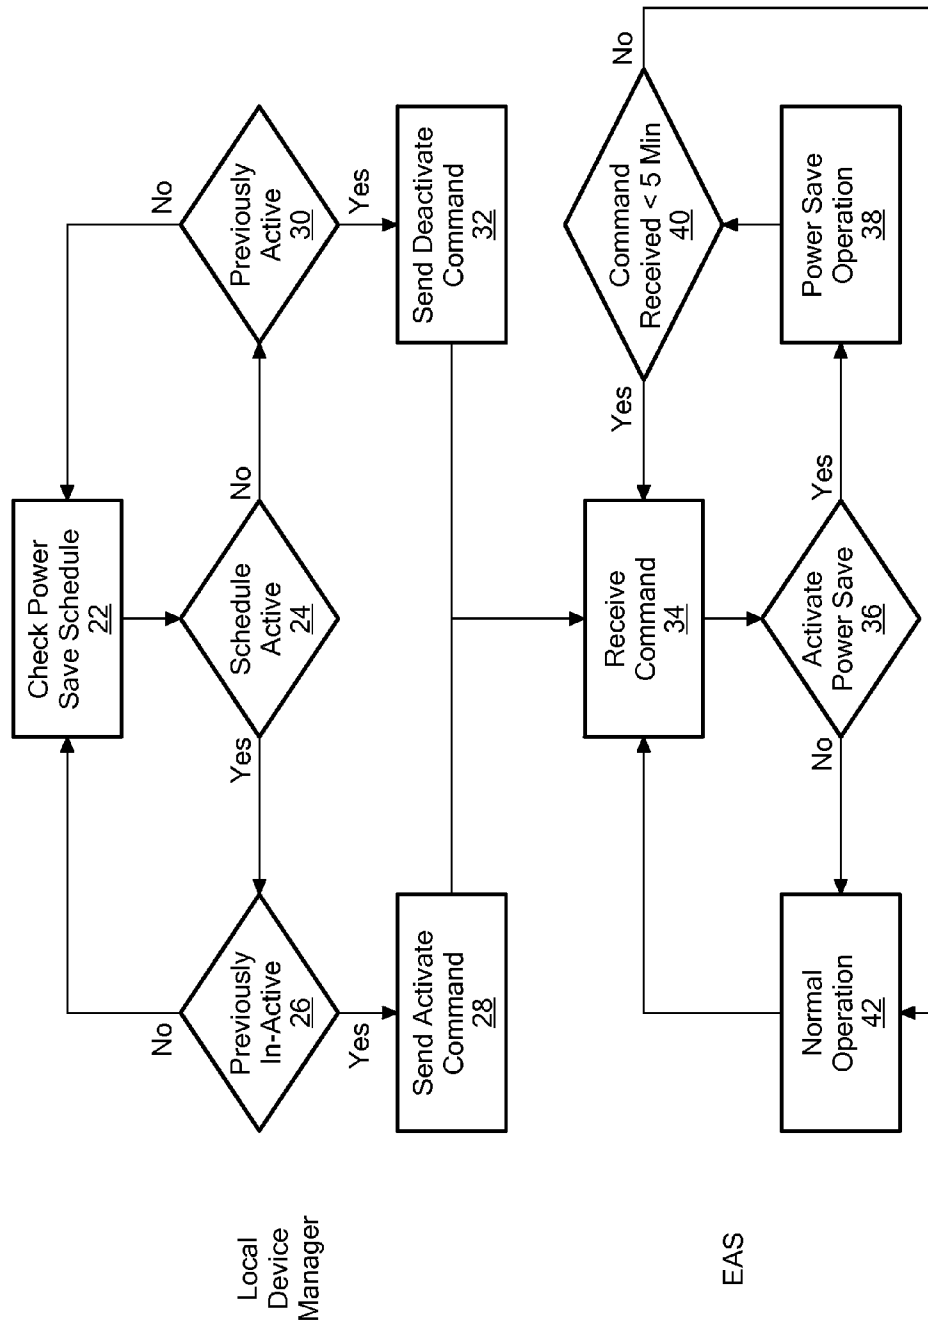 Local
Device
Manager
Check Power
Save Schedule
22
Schedule
Active
24
Yes
No
Previously
In-Active
26
No
Yes
Previously
Active
30
No
Yes
Send Activate
Command
28
Send Deactivate
Command
32
EAS
Receive
Command
34
Yes
Command
Received < 5 Min
40
No
Activate
Power Save
36
No
Yes
Normal
Operation
42
Power Save
Operation
38